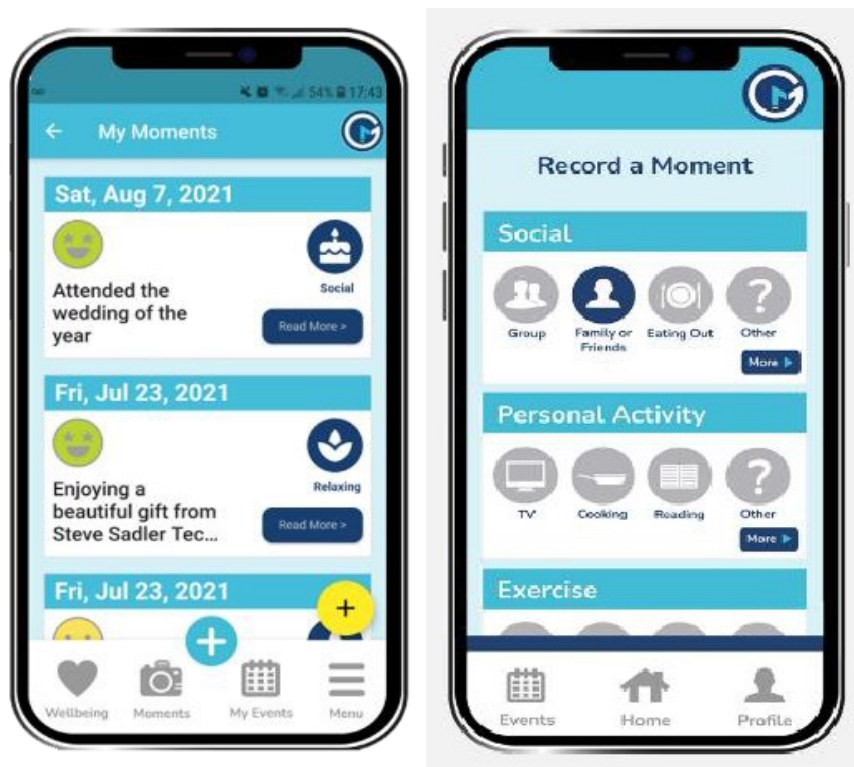 54% 17:43
My Moments
Sat, Aug 7, 2021
Attended the
wedding of the
year
Social
Read More >
Fri, Jul 23, 2021
Enjoying a
beautiful gift from
Steve Sadler Tec...
Relaxing
Read More >
Fri, Jul 23, 2021
Wellbeing
Moments
My Events
Menu
Record a Moment
Social
Group
Family or
Friends
Eating Out
Other
More
Personal Activity
TV
Cooking
Reading
Other
More
Exercise
Events
Home
Profile